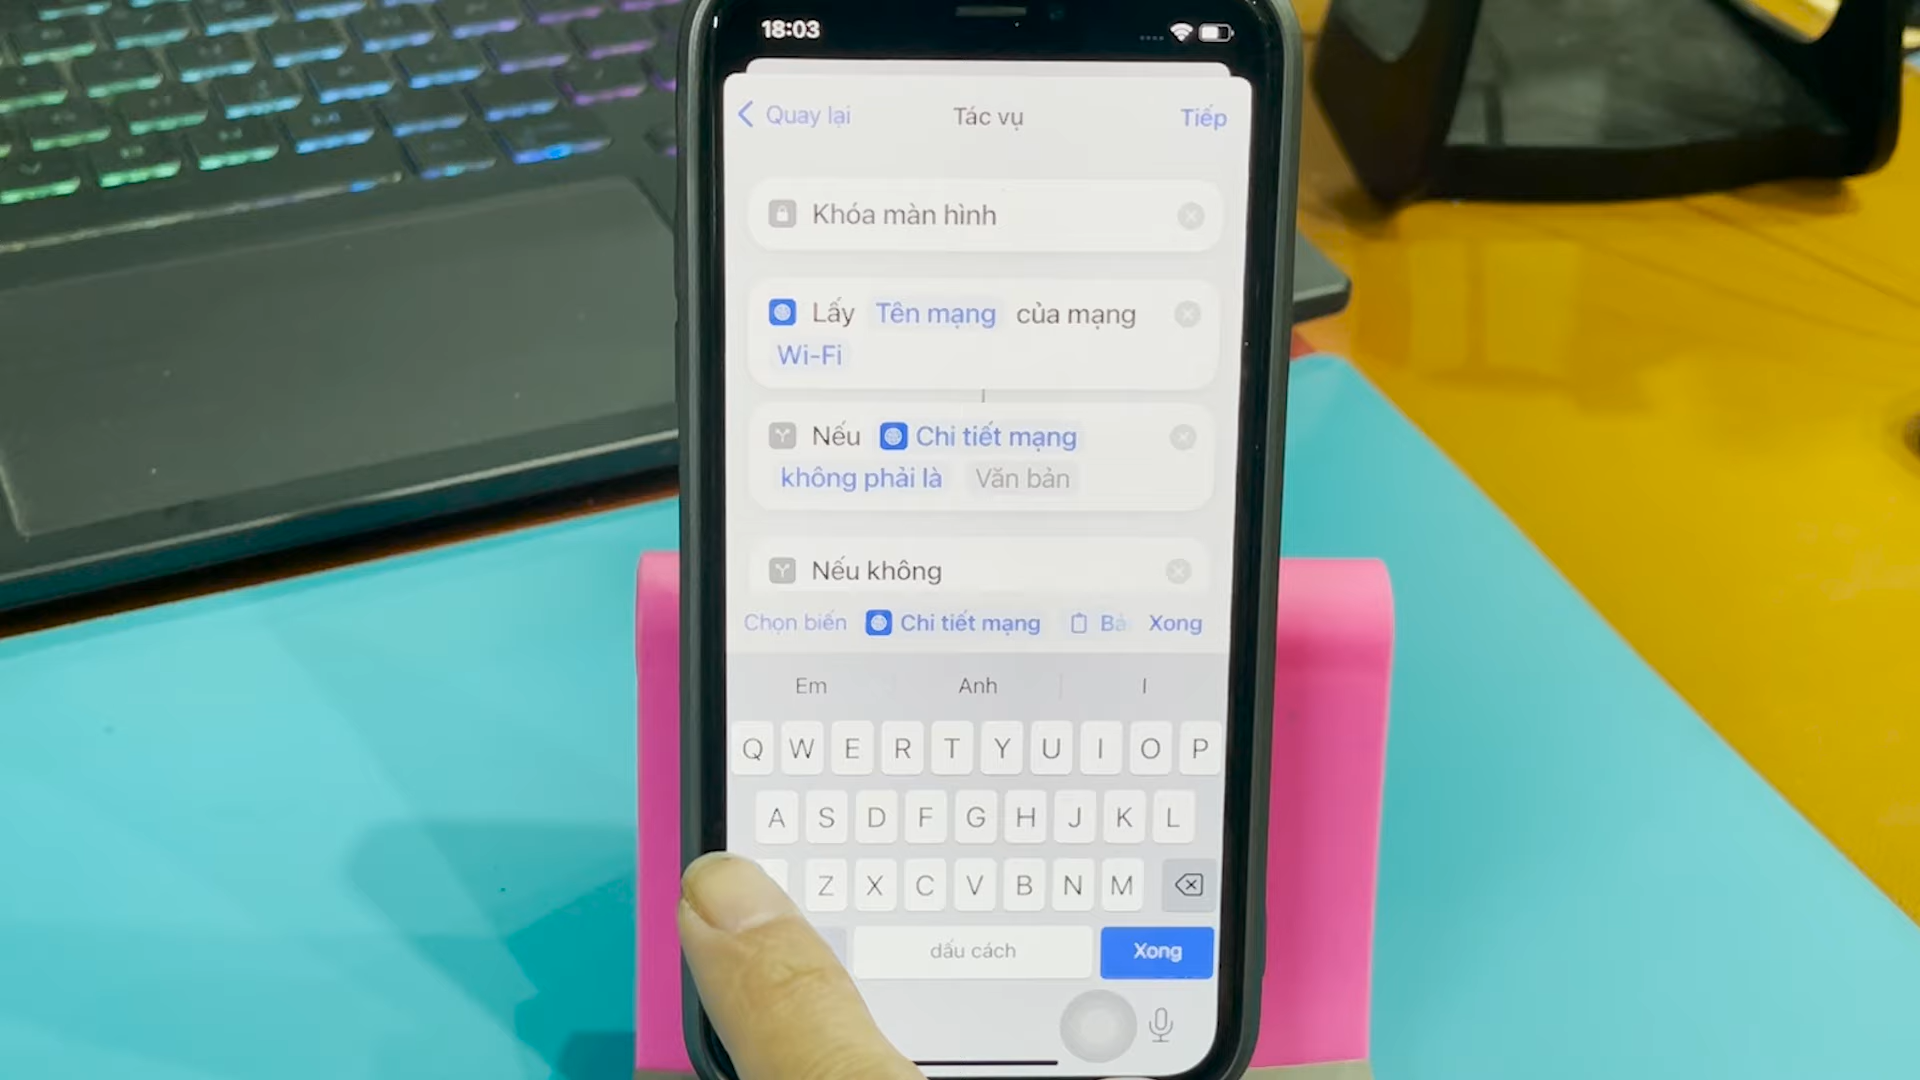 18:03
Quay lại
Tác vụ
Tiếp
Khóa màn hình
Lấy Tên mạng của mạng
Wi-Fi
Nếu Chi tiết mạng
không phải là Văn bản
Nếu không
Chọn biến Chi tiết mạng Xong
Em Anh I
Q W E R T Y U I O P
A S D F G H J K L
Z X C V B N M
dấu cách Xong